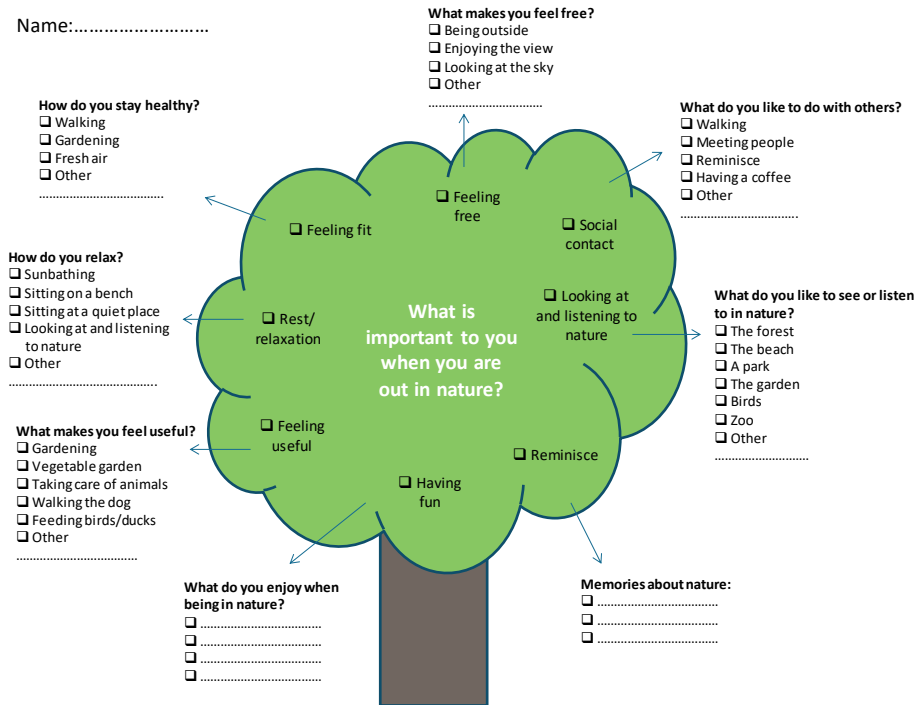 Name:...........................
What makes you feel free?
❑ Being outside
❑ Enjoying the view
❑ Looking at the sky
❑ Other
..................................
How do you stay healthy?
❑ Walking
❑ Gardening
❑ Fresh air
❑ Other
.....................................
What do you like to do with others?
❑ Walking
❑ Meeting people
❑ Reminisce
❑ Having a coffee
❑ Other
...................................
❑ Feeling fit
❑ Feeling
free
❑ Social
contact
How do you relax?
❑ Sunbathing
❑ Sitting on a bench
❑ Sitting at a quiet place
❑ Looking at and listening
to nature
❑ Other
............................................
❑ Rest/
relaxation
What is
important to you
when you are
out in nature?
❑ Looking at
and listening to
nature
What do you like to see or listen
to in nature?
❑ The forest
❑ The beach
❑ A park
❑ The garden
❑ Birds
❑ Zoo
❑ Other
............................
What makes you feel useful?
❑ Gardening
❑ Vegetable garden
❑ Taking care of animals
❑ Walking the dog
❑ Feeding birds/ducks
❑ Other
....................................
❑ Feeling
useful
❑ Having
fun
❑ Reminisce
What do you enjoy when
being in nature?
❑ ....................................
❑ ....................................
❑ ....................................
❑ ....................................
Memories about nature:
❑ ....................................
❑ ....................................
❑ ....................................